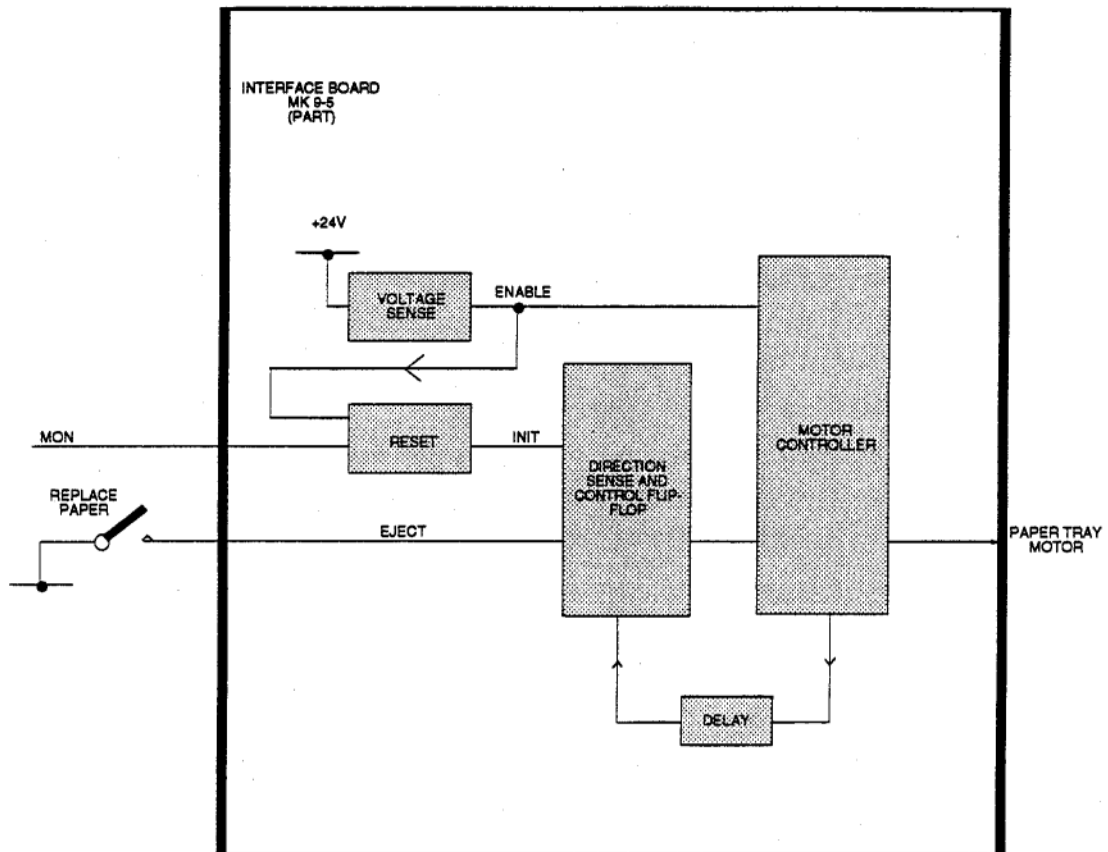 INTERFACE BOARD
MK 9-5
(PART)
+24V
VOLTAGE
SENSE
ENABLE
MON
RESET
INIT
REPLACE
PAPER
EJECT
DIRECTION
SENSE AND
CONTROL FLIP-
FLOP
MOTOR
CONTROLLER
PAPER TRAY
MOTOR
DELAY